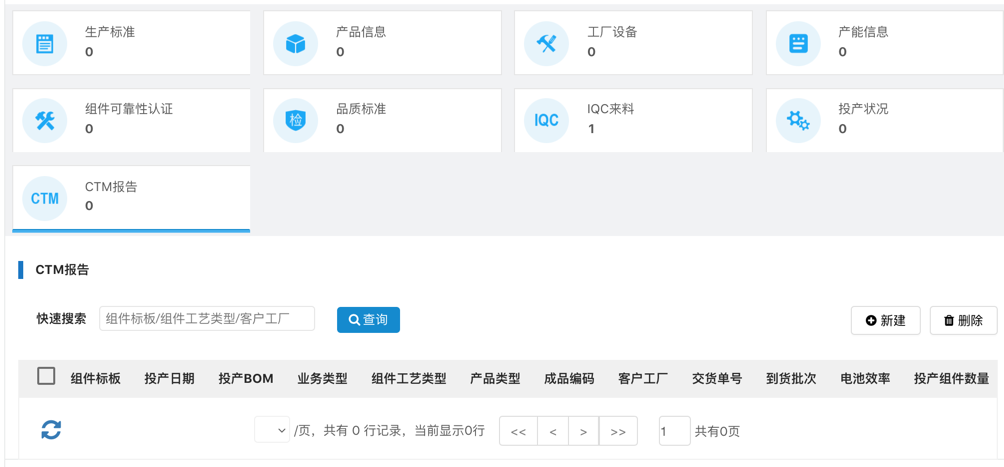 生产标准
0
产品信息
0
工厂设备
0
产能信息
0
组件可靠性认证
0
检
品质标准
0
IQC
IQC来料
1
投产状况
0
CTM
CTM报告
0
CTM报告
快速搜索 组件标板/组件工艺类型/客户工厂 查询 新建 删除
组件标板 投产日期 投产BOM 业务类型 组件工艺类型 产品类型 成品编码 客户工厂 交货单号 到货批次 电池效率 投产组件数量
/页，共有 0 行记录，当前显示0行 << < > >> 1 共有0页